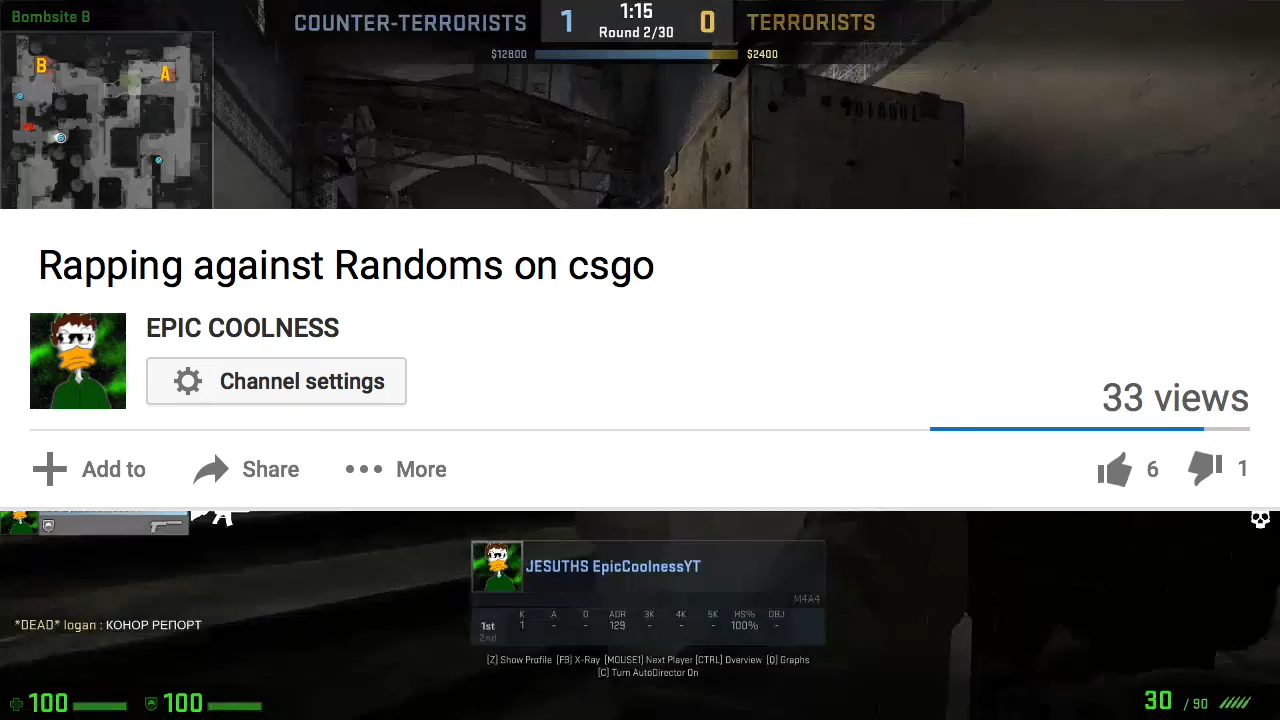 Bombsite B
COUNTER-TERRORISTS
1
1:15
Round 2/30
0
TERRORISTS
$12800
$2400
B
A
Rapping against Randoms on csgo
EPIC COOLNESS
Channel settings
33 views
Add to
Share
More
6
1
JESUTHS EpicCoolnessYT
M4A4
K A D ADR 3K 4K 5K HS% OBJ
1st 1 - - 129 - - - 100% -
2nd
*DEAD* logan : КОНОР РЕПОРТ
[Z] Show Profile [F9] X-Ray [MOUSE1] Next Player [CTRL] Overview [Q] Graphs
[C] Turn AutoDirector On
100
100
30 / 90